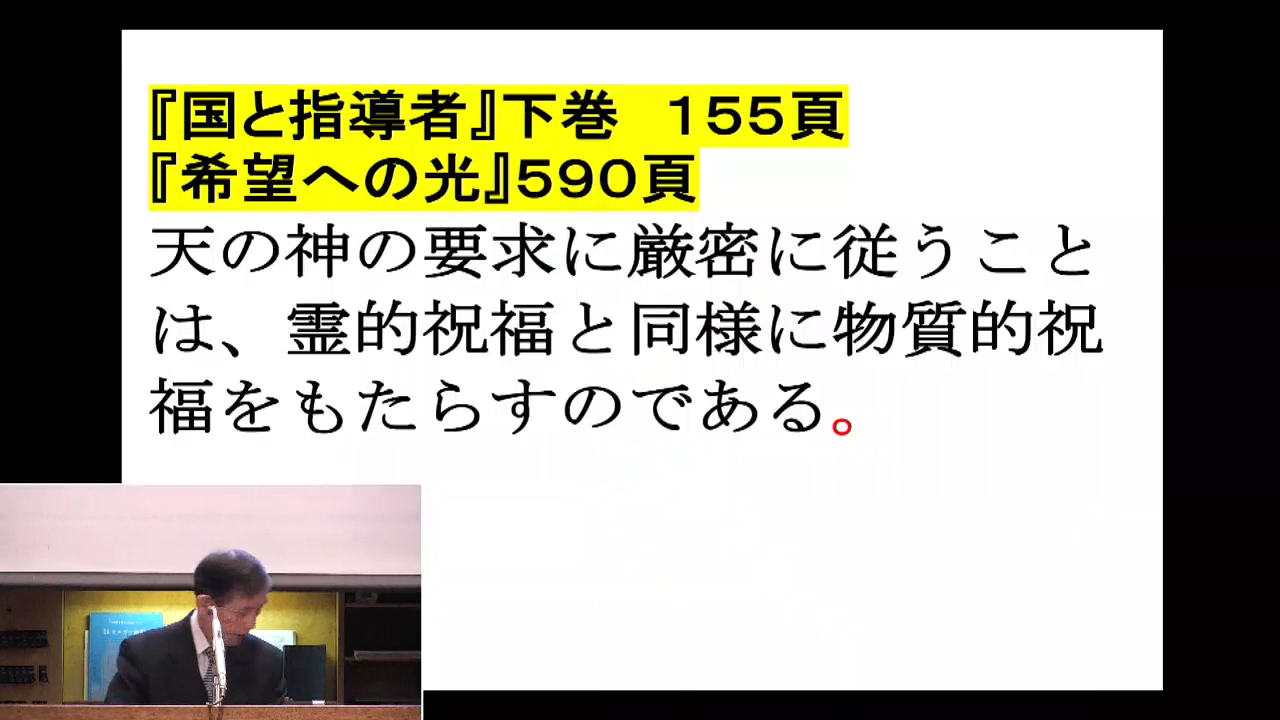 『国と指導者』下巻　１５５頁
『希望への光』５９０頁
天の神の要求に厳密に従うこと
は、霊的祝福と同様に物質的祝
福をもたらすのである。